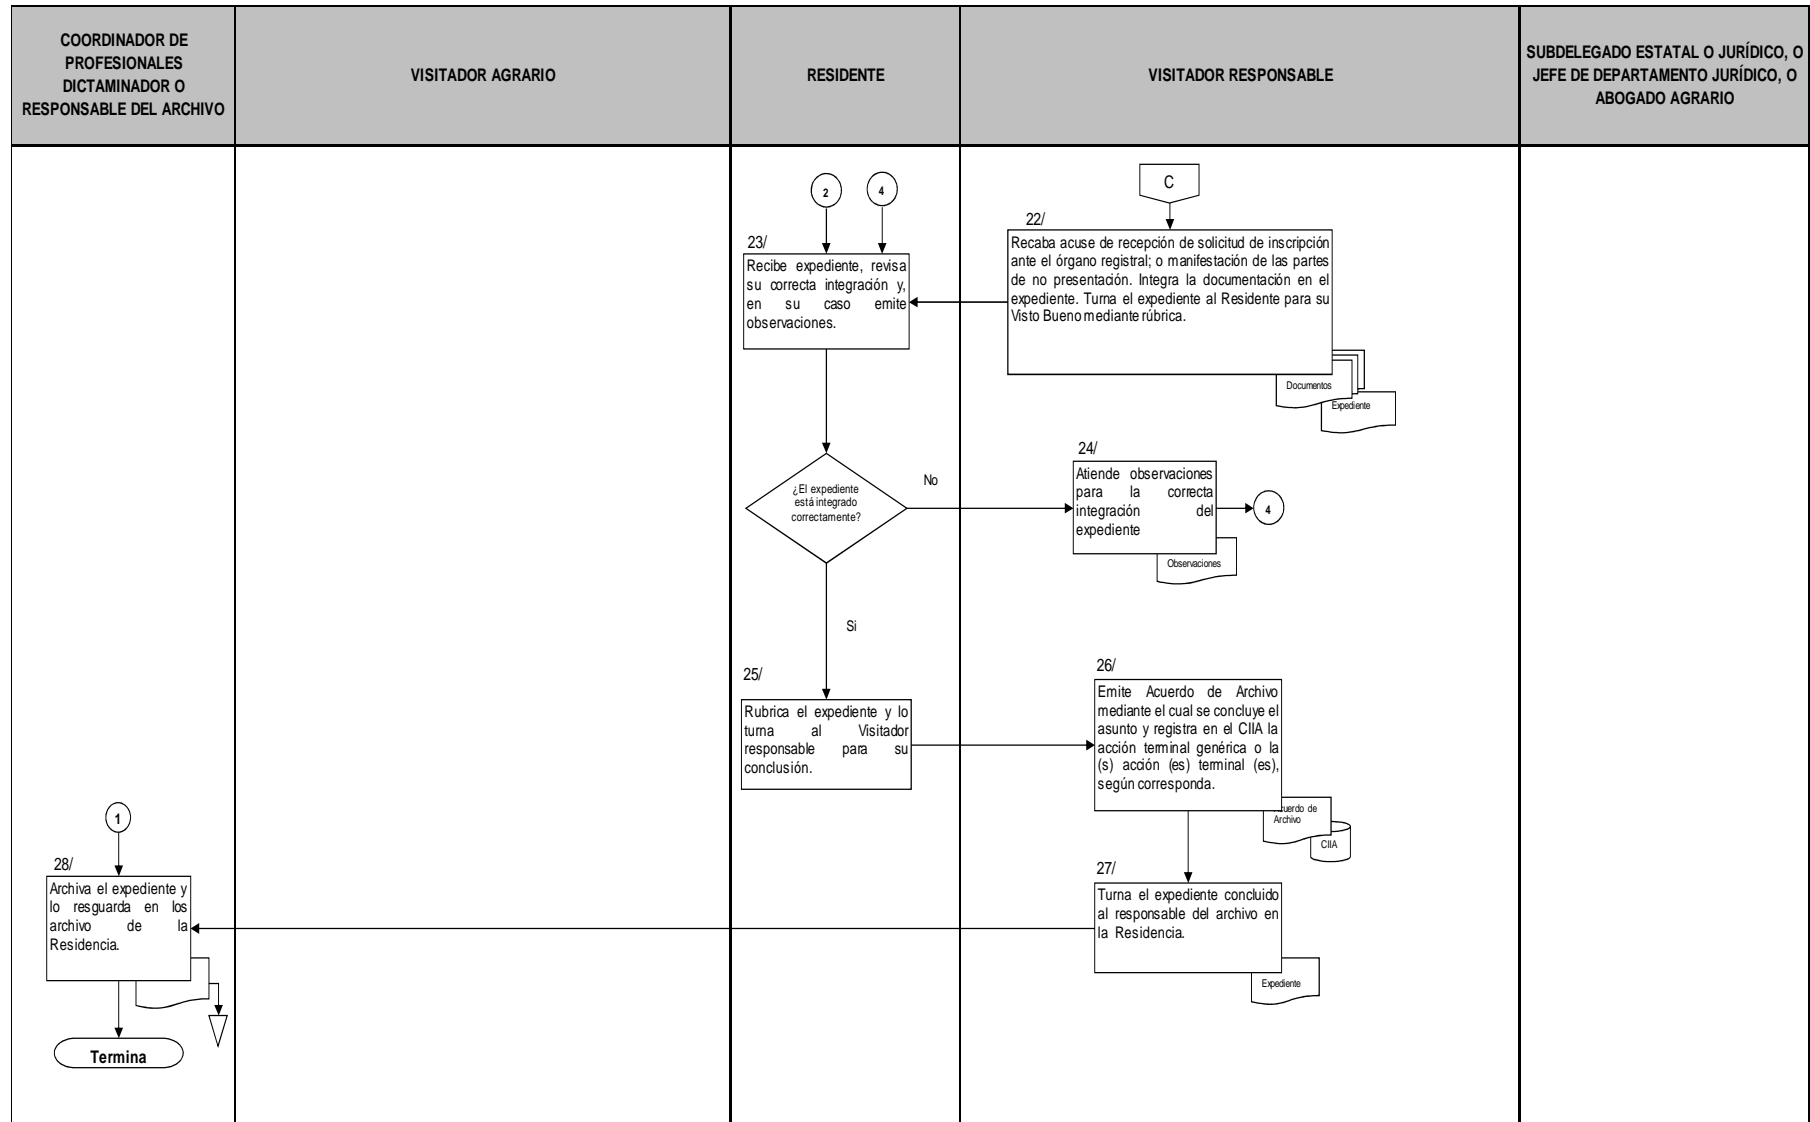 COORDINADOR DE
PROFESIONALES
DICTAMINADOR O
RESPONSABLE DEL ARCHIVO
VISITADOR AGRARIO
RESIDENTE
VISITADOR RESPONSABLE
SUBDELEGADO ESTATAL O JURÍDICO, O
JEFE DE DEPARTAMENTO JURÍDICO, O
ABOGADO AGRARIO
2
4
C
22/
Recaba acuse de recepción de solicitud de inscripción
ante el órgano registral; o manifestación de las partes
de no presentación. Integra la documentación en el
expediente. Turna el expediente al Residente para su
Visto Bueno mediante rúbrica.
Documentos
Expediente
23/
Recibe expediente, revisa
su correcta integración y,
en su caso emite
observaciones.
¿El expediente
está integrado
correctamente?
No
24/
Atiende observaciones
para la correcta
integración del
expediente
4
Observaciones
Si
25/
Rubrica el expediente y lo
turna al Visitador
responsable para su
conclusión.
26/
Emite Acuerdo de Archivo
mediante el cual se concluye el
asunto y registra en el CIIA la
acción terminal genérica o la
(s) acción (es) terminal (es),
según corresponda.
Acuerdo de
Archivo
CIIA
27/
Turna el expediente concluido
al responsable del archivo en
la Residencia.
Expediente
1
28/
Archiva el expediente y
lo resguarda en los
archivo de la
Residencia.
Termina